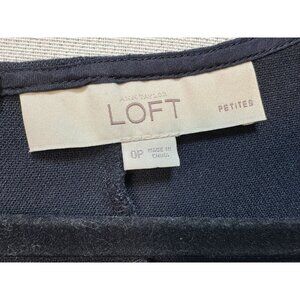 ANN TAYLOR
LOFT
PETITES
0P
MADE IN
CHINA